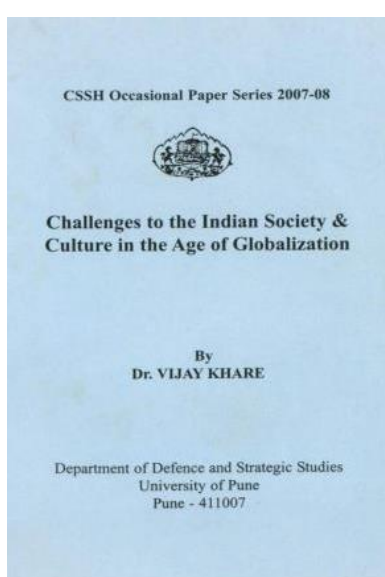 CSSH Occasional Paper Series 2007-08
Challenges to the Indian Society &
Culture in the Age of Globalization
By
Dr. VIJAY KHARE
Department of Defence and Strategic Studies
University of Pune
Pune - 411007